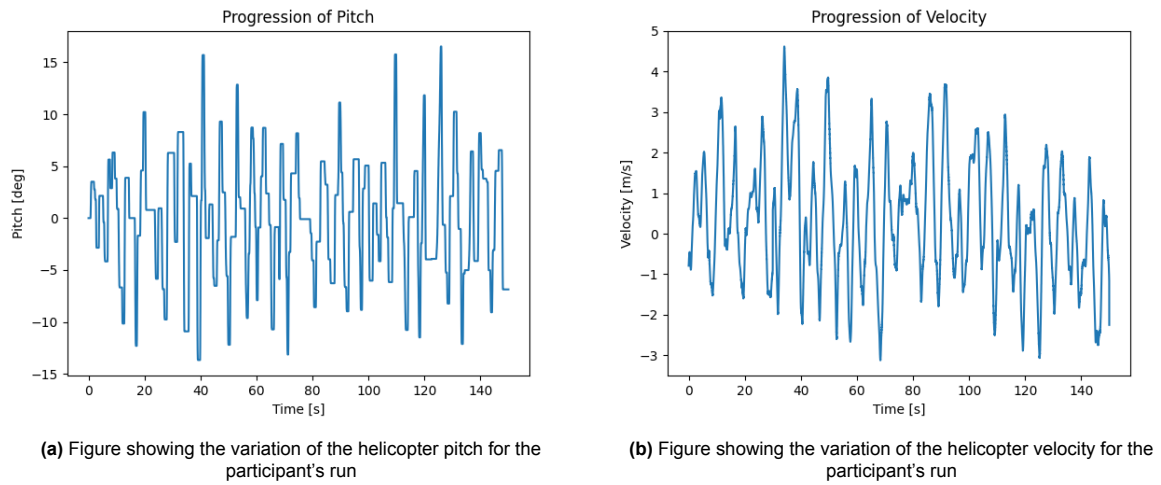 Progression of Pitch
Pitch [deg]
15
10
5
0
−5
−10
−15
0 20 40 60 80 100 120 140
Time [s]
(a) Figure showing the variation of the helicopter pitch for the
participant's run
Progression of Velocity
Velocity [m/s]
5
4
3
2
1
0
−1
−2
−3
0 20 40 60 80 100 120 140
Time [s]
(b) Figure showing the variation of the helicopter velocity for the
participant's run